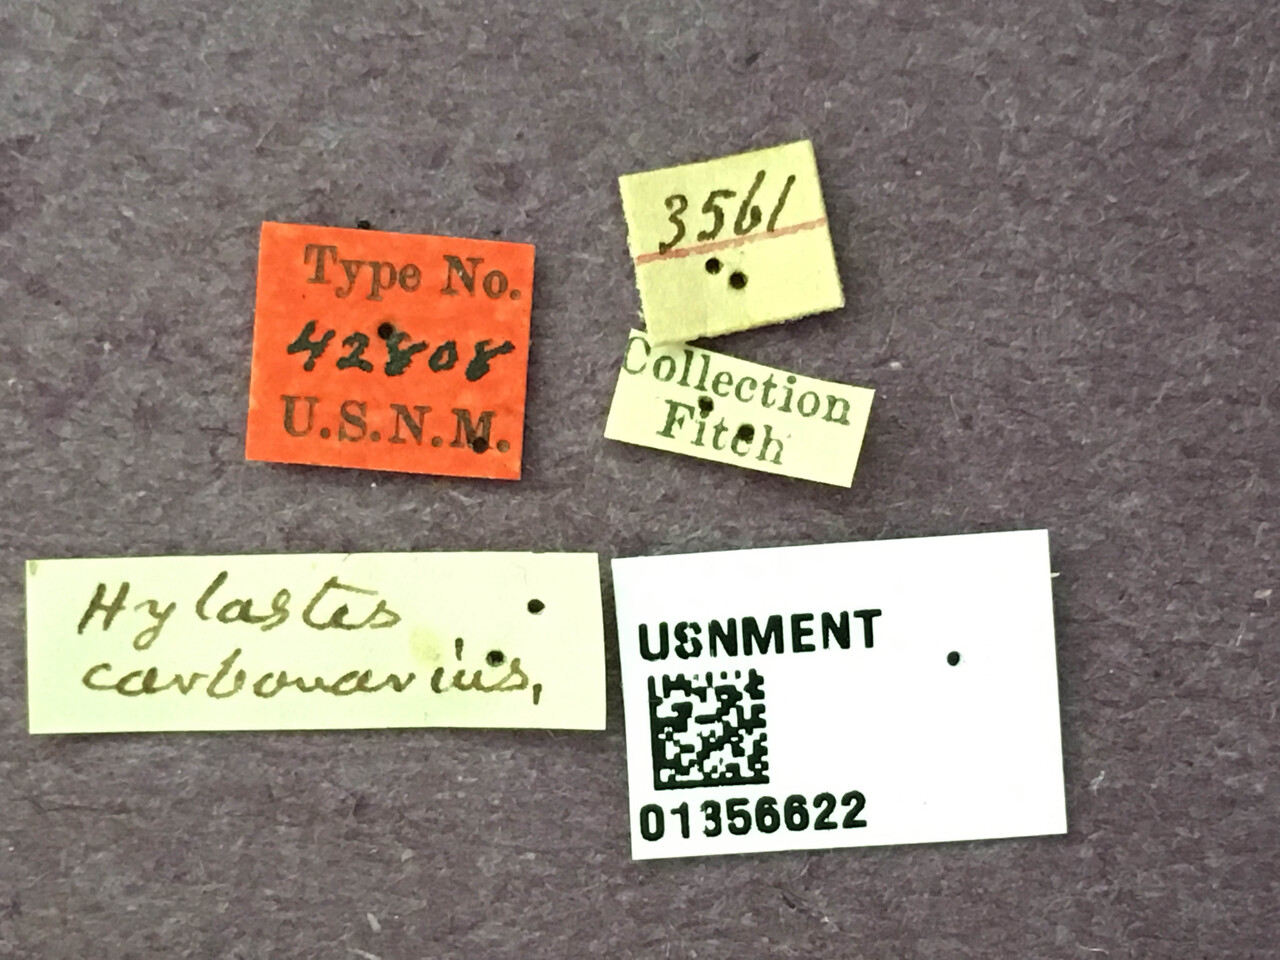 Type No.
42808
U.S.N.M.
3561
Collection
Fitch
Hylastes
carbonarius,
USNMENT
01356622